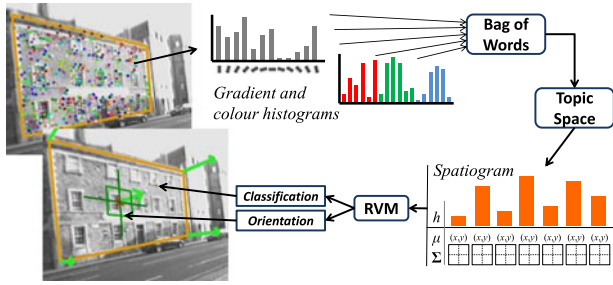 Bag of
Words
Gradient and
colour histograms
Topic
Space
Spatiogram
Classification
Orientation
RVM
h
μ (x,y) (x,y) (x,y) (x,y) (x,y) (x,y) (x,y)
Σ